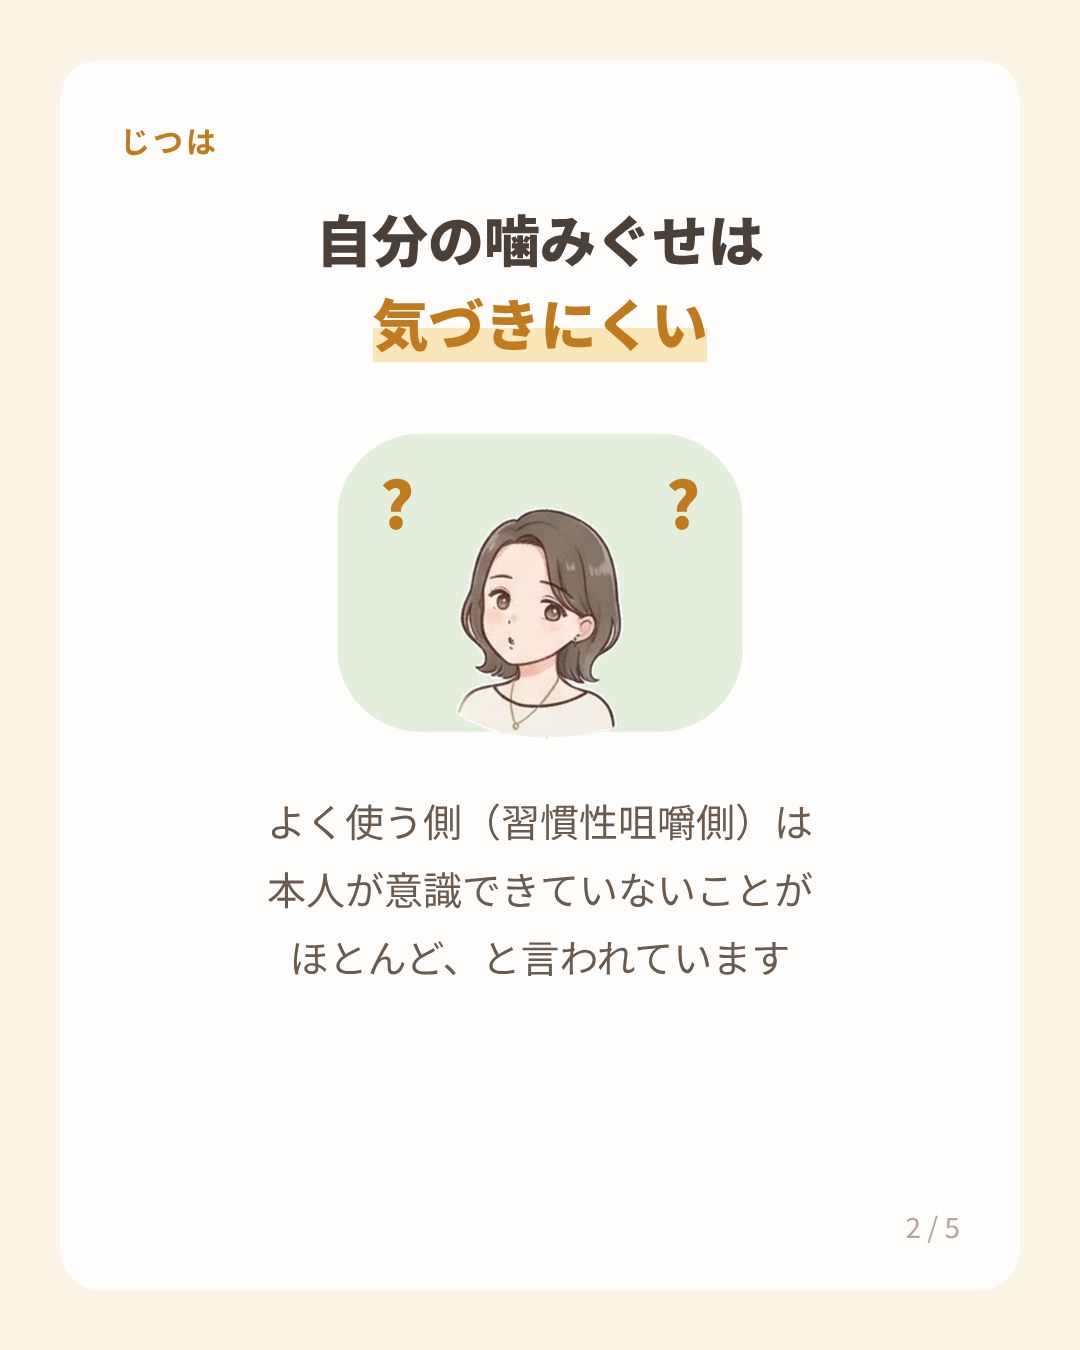 じつは
自分の噛みぐせは
気づきにくい
? ?
よく使う側（習慣性咀嚼側）は
本人が意識できていないことが
ほとんど、と言われています
2 / 5